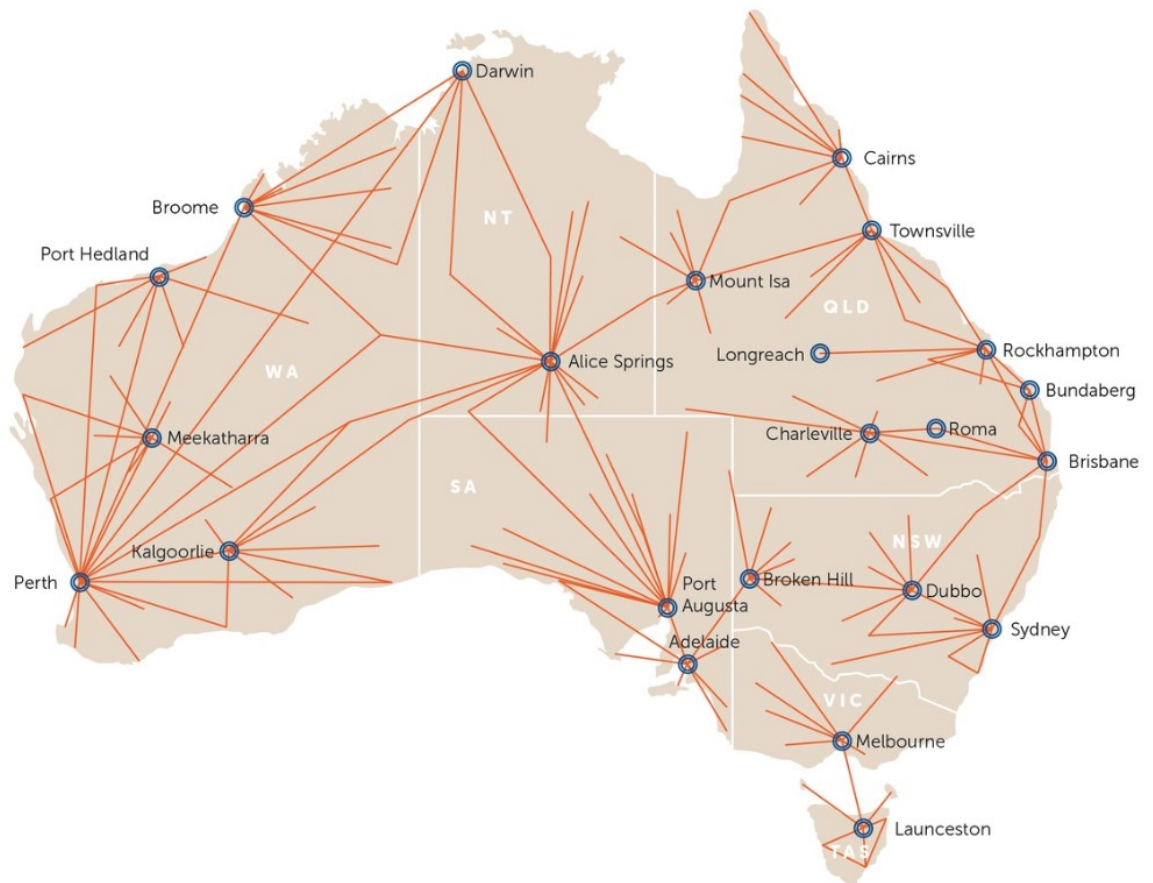 Darwin
Cairns
Broome
NT
Townsville
Port Hedland
Mount Isa
QLD
Longreach
Rockhampton
Alice Springs
WA
Bundaberg
Meekatharra
Charleville
Roma
Brisbane
SA
NSW
Kalgoorlie
Perth
Port
Augusta
Broken Hill
Dubbo
Adelaide
Sydney
VIC
Melbourne
Launceston
TAS